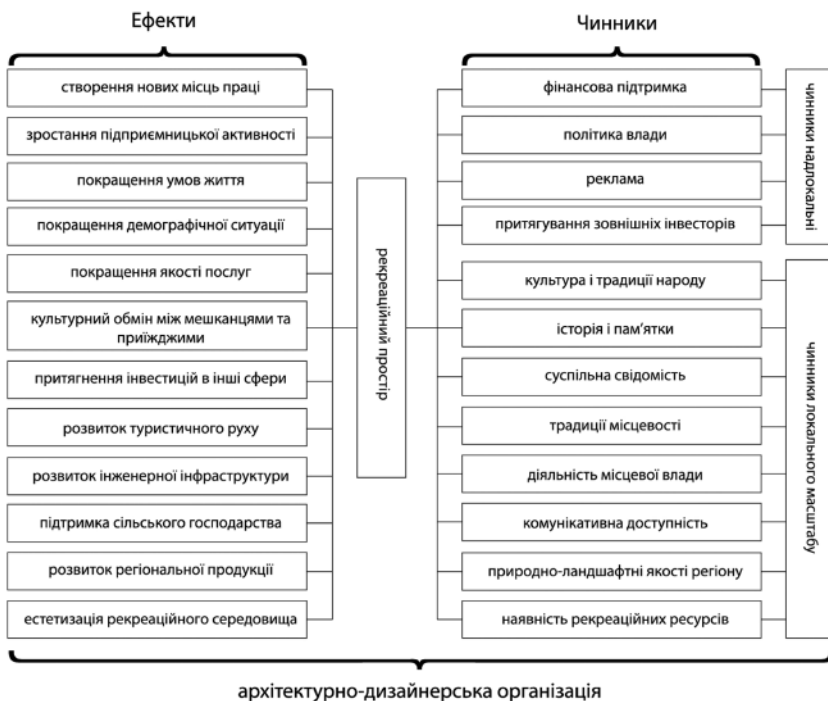 Ефекти
створення нових місць праці
зростання підприємницької активності
покращення умов життя
покращення демографічної ситуації
покращення якості послуг
культурний обмін між мешканцями та
приїжджими
притягнення інвестицій в інші сфери
розвиток туристичного руху
розвиток інженерної інфраструктури
підтримка сільського господарства
розвиток регіональної продукції
естетизація рекреаційного середовища
рекреаційний простір
Чинники
фінансова підтримка
політика влади
реклама
притягування зовнішніх інвесторів
культура і традиції народу
історія і пам'ятки
суспільна свідомість
традиції місцевості
діяльність місцевої влади
комунікативна доступність
природно-ландшафтні якості регіону
наявність рекреаційних ресурсів
чинники надлокальні
чинники локального масштабу
архітектурно-дизайнерська організація